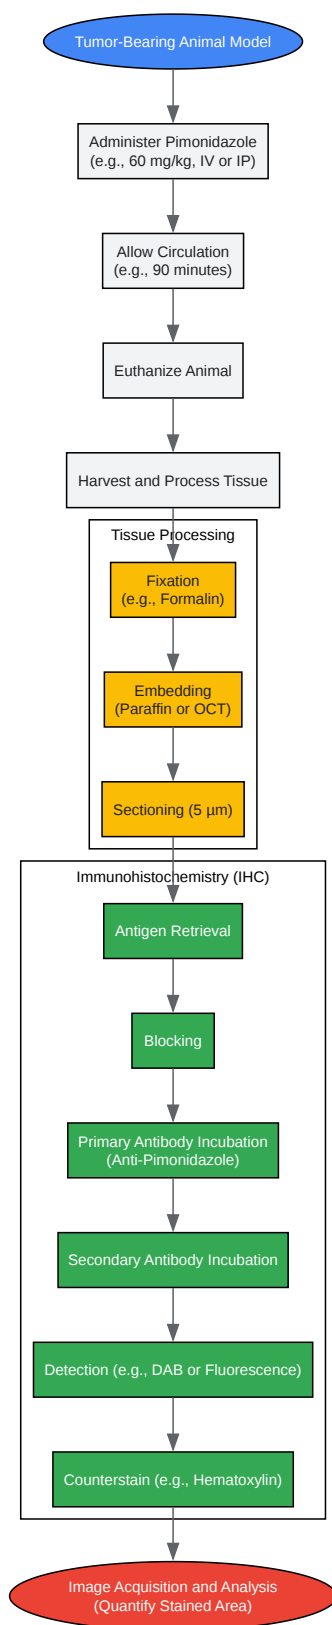 Tumor-Bearing Animal Model
Administer Pimonidazole
(e.g., 60 mg/kg, IV or IP)
Allow Circulation
(e.g., 90 minutes)
Euthanize Animal
Harvest and Process Tissue
Tissue Processing
Fixation
(e.g., Formalin)
Embedding
(Paraffin or OCT)
Sectioning (5 µm)
Immunohistochemistry (IHC)
Antigen Retrieval
Blocking
Primary Antibody Incubation
(Anti-Pimonidazole)
Secondary Antibody Incubation
Detection (e.g., DAB or Fluorescence)
Counterstain (e.g., Hematoxylin)
Image Acquisition and Analysis
(Quantify Stained Area)